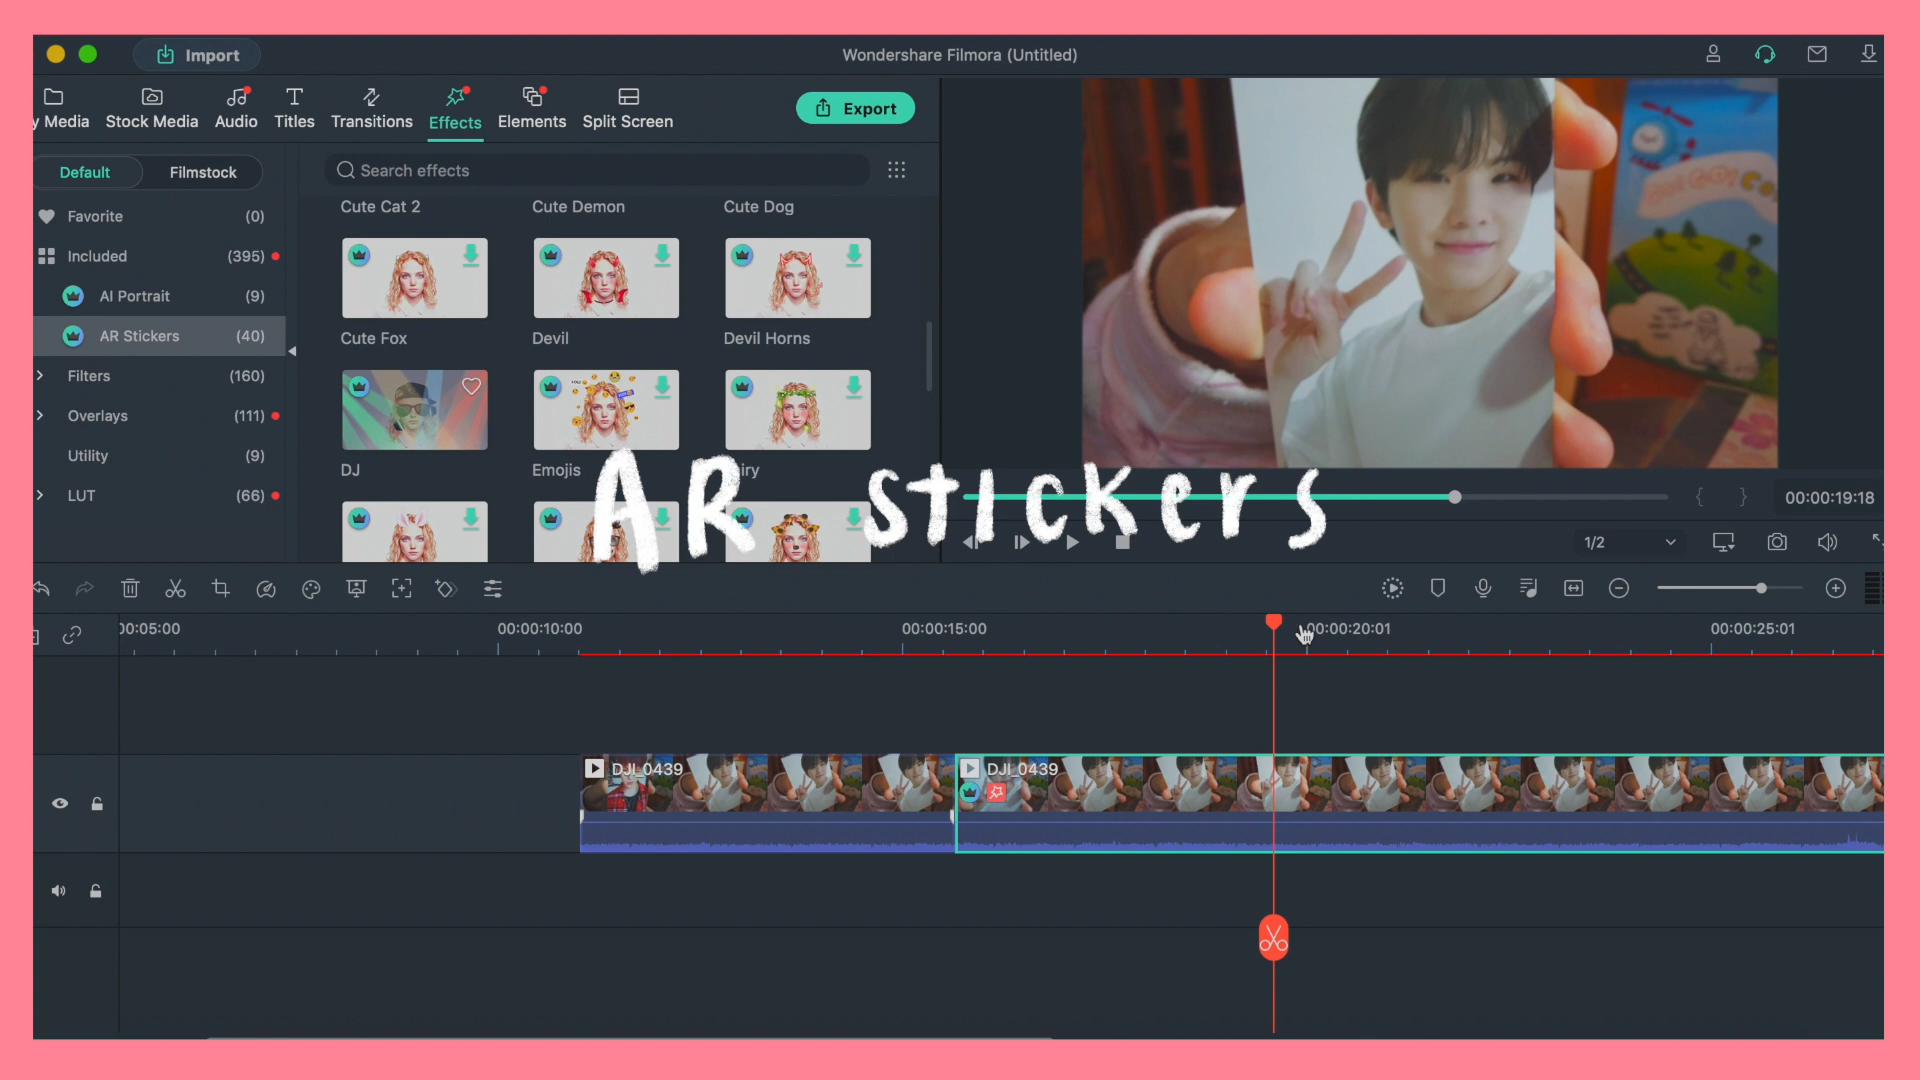 Import
Wondershare Filmora (Untitled)
y Media
Stock Media
Audio
Titles
Transitions
Effects
Elements
Split Screen
Export
Default
Filmstock
Search effects
Favorite (0)
Included (395)
AI Portrait (9)
AR Stickers (40)
Filters (160)
Overlays (111)
Utility (9)
LUT (66)
Cute Cat 2
Cute Demon
Cute Dog
Cute Fox
Devil
Devil Horns
DJ
Emojis
iry
AR stickers
00:00:19:18
1/2
00:05:00
00:00:10:00
00:00:15:00
00:00:20:01
00:00:25:01
DJI_0439
DJI_0439